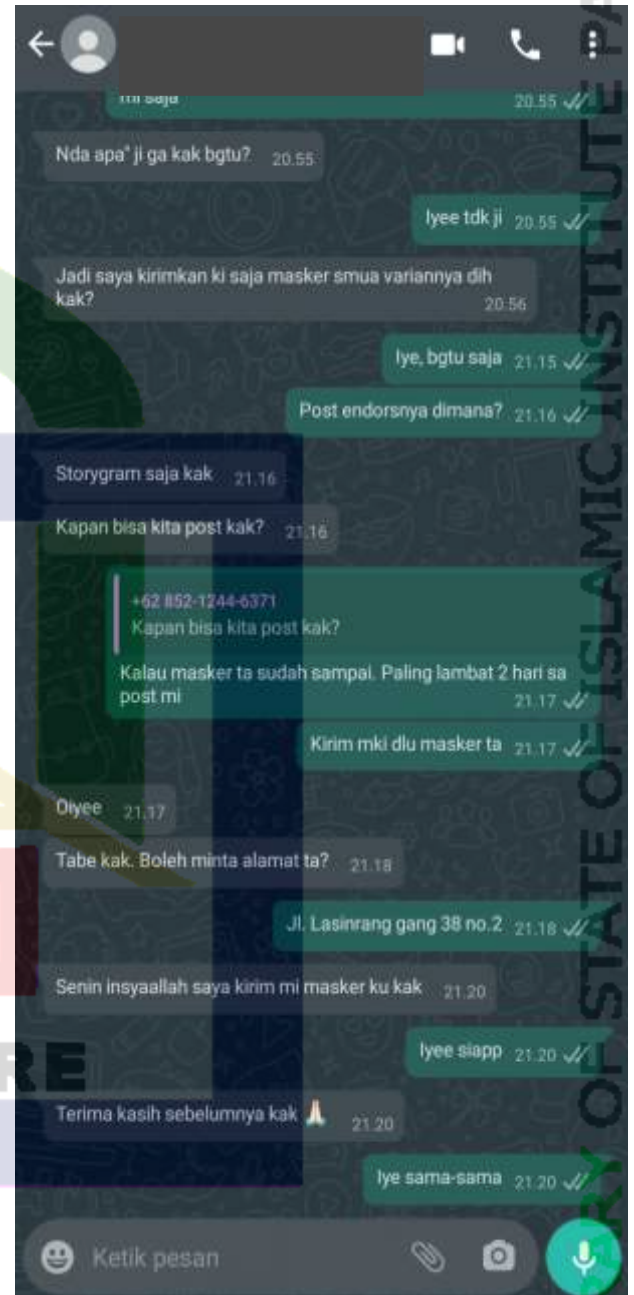 mi saja 20.55
Nda apa" ji ga kak bgtu? 20.55
Iyee tdk ji 20.55
Jadi saya kirimkan ki saja masker smua variannya dih
kak? 20.56
Iye, bgtu saja 21.15
Post endorsnya dimana? 21.16
Storygram saja kak 21.16
Kapan bisa kita post kak? 21.16
+62 852-1244-6371
Kapan bisa kita post kak?
Kalau masker ta sudah sampai. Paling lambat 2 hari sa
post mi 21.17
Kirim mki dlu masker ta 21.17
Oiyee 21.17
Tabe kak. Boleh minta alamat ta? 21.18
Jl. Lasinrang gang 38 no.2 21.18
Senin insyaallah saya kirim mi masker ku kak 21.20
Iyee siapp 21.20
Terima kasih sebelumnya kak 🙏🏻 21.20
Iye sama-sama 21.20
Ketik pesan
RE
OF STATE OF ISLAMIC INSTITUTE PA